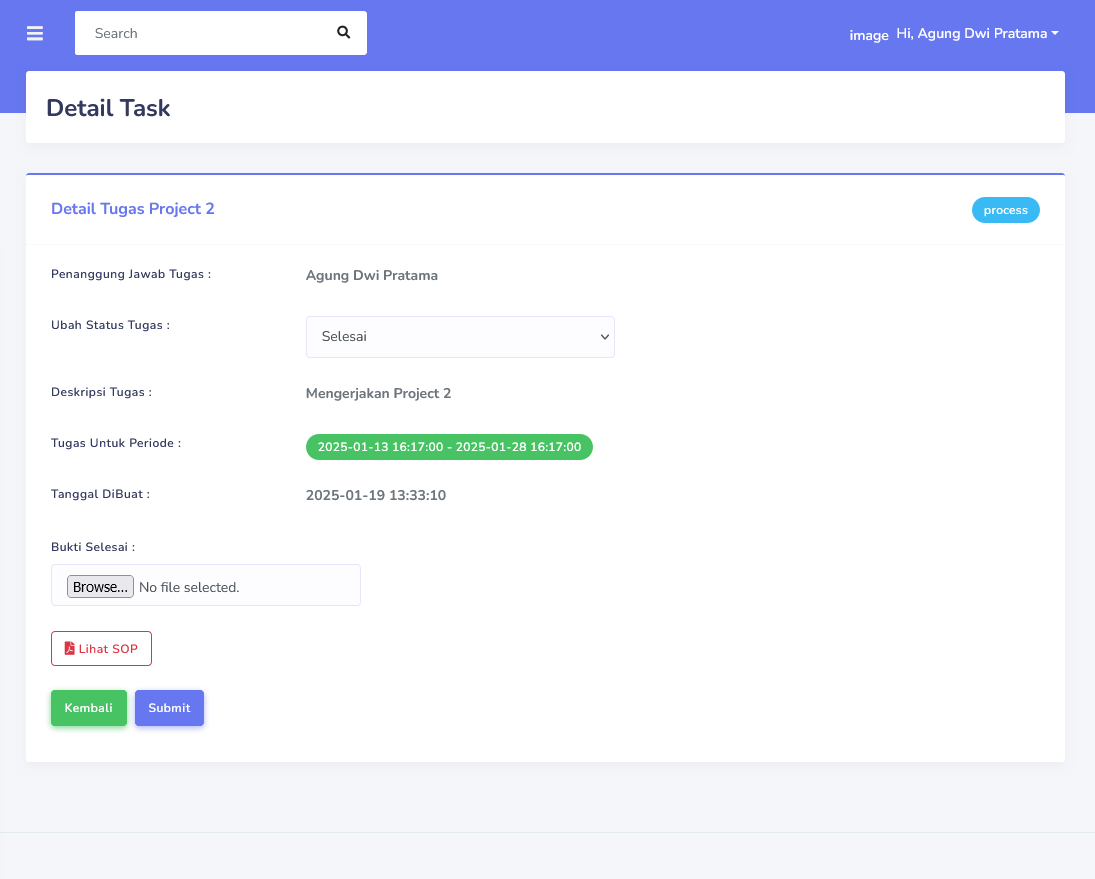 Search
image Hi, Agung Dwi Pratama
Detail Task
Detail Tugas Project 2
process
Penanggung Jawab Tugas :
Agung Dwi Pratama
Ubah Status Tugas :
Selesai
Deskripsi Tugas :
Mengerjakan Project 2
Tugas Untuk Periode :
2025-01-13 16:17:00 - 2025-01-28 16:17:00
Tanggal DiBuat :
2025-01-19 13:33:10
Bukti Selesai :
Browse... No file selected.
Lihat SOP
Kembali
Submit